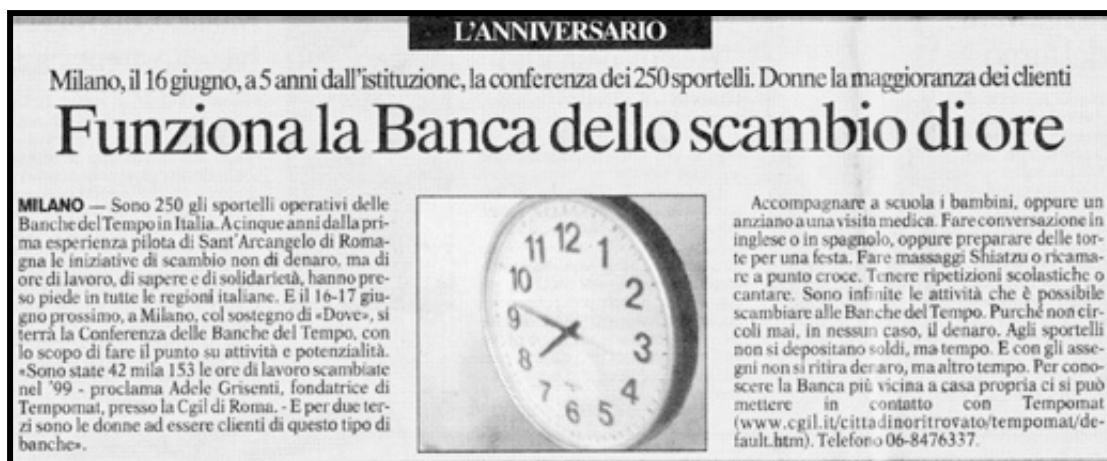 L'ANNIVERSARIO
Milano, il 16 giugno, a 5 anni dall'istituzione, la conferenza dei 250 sportelli. Donne la maggioranza dei clienti
Funziona la Banca dello scambio di ore
MILANO — Sono 250 gli sportelli operativi delle
Banche del Tempo in Italia. A cinque anni dalla pri-
ma esperienza pilota di Sant'Arcangelo di Roma-
gna le iniziative di scambio non di denaro, ma di
ore di lavoro, di sapere e di solidarietà, hanno pre-
so piede in tutte le regioni italiane. E il 16-17 giu-
gno prossimo, a Milano, col sostegno di «Dove», si
terrà la Conferenza delle Banche del Tempo, con
lo scopo di fare il punto su attività e potenzialità.
«Sono state 42 mila 153 le ore di lavoro scambiate
nel '99 - proclama Adele Grisenti, fondatrice di
Tempomat, presso la Cgil di Roma. - E per due ter-
zi sono le donne ad essere clienti di questo tipo di
banche».
11 12 1
10 2
9 3
8 4
7 6 5
Accompagnare a scuola i bambini, oppure un
anziano a una visita medica. Fare conversazione in
inglese o in spagnolo, oppure preparare delle tor-
te per una festa. Fare massaggi Shiatzu o ricama-
re a punto croce. Tenere ripetizioni scolastiche o
cantare. Sono infinite le attività che è possibile
scambiare alle Banche del Tempo. Purché non cir-
coli mai, in nessun caso, il denaro. Agli sportelli
non si depositano soldi, ma tempo. E con gli asse-
gni non si ritira denaro, ma altro tempo. Per cono-
scere la Banca più vicina a casa propria ci si può
mettere in contatto con Tempomat
(www.cgil.it/cittadinoritrovato/tempomat/de-
fault.htm). Telefono 06-8476337.